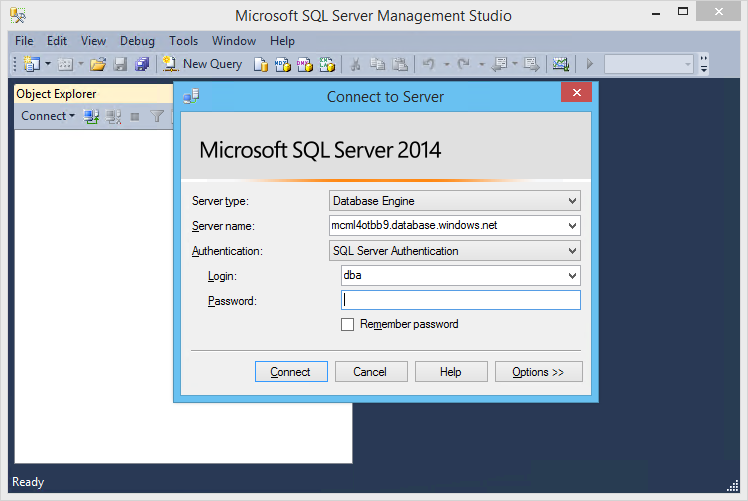 Microsoft SQL Server Management Studio
File Edit View Debug Tools Window Help
New Query
Object Explorer
Connect
Connect to Server
Microsoft SQL Server 2014
Server type: Database Engine
Server name: mcml4otbb9.database.windows.net
Authentication: SQL Server Authentication
Login: dba
Password:
Remember password
Connect Cancel Help Options >>
Ready